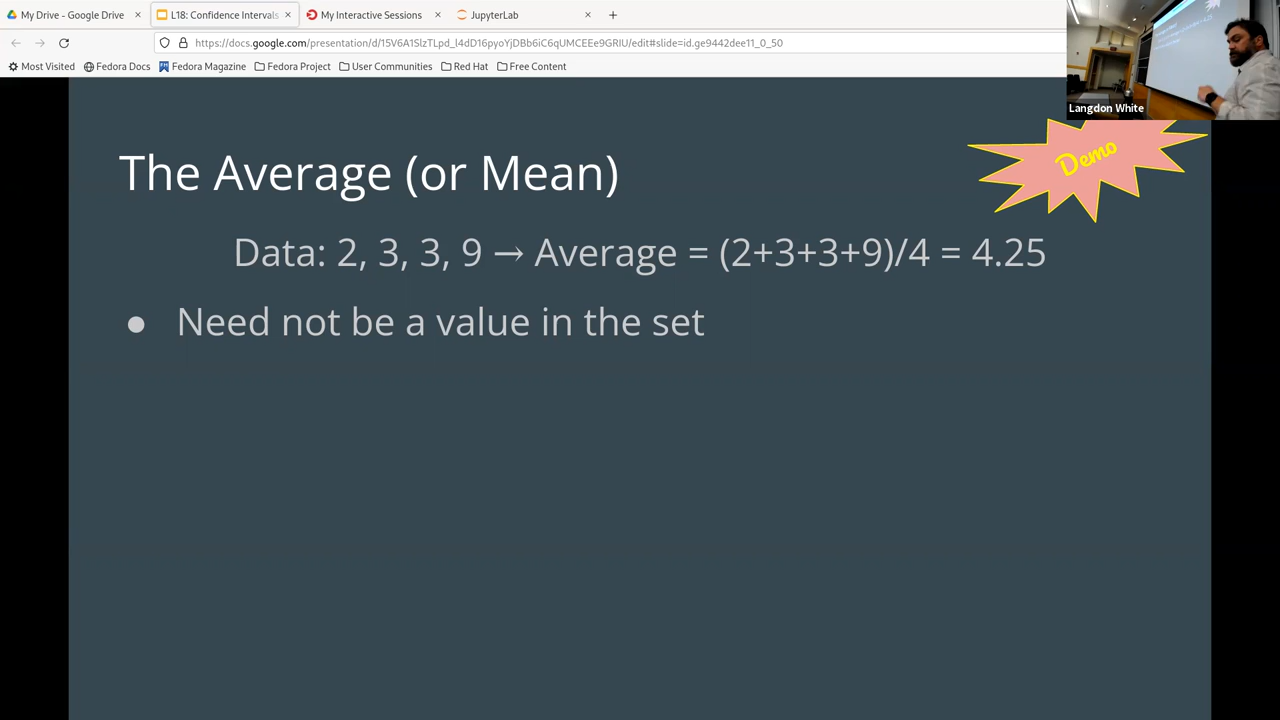 My Drive - Google Drive
L18: Confidence Intervals
My Interactive Sessions
JupyterLab
https://docs.google.com/presentation/d/15V6A1SlzTLpd_l4dD16pyoYjDBb6iC6qUMCEEe9GRIU/edit#slide=id.ge9442dee11_0_50
Most Visited
Fedora Docs
Fedora Magazine
Fedora Project
User Communities
Red Hat
Free Content
Langdon White
Demo
The Average (or Mean)
Data: 2, 3, 3, 9 → Average = (2+3+3+9)/4 = 4.25
● Need not be a value in the set